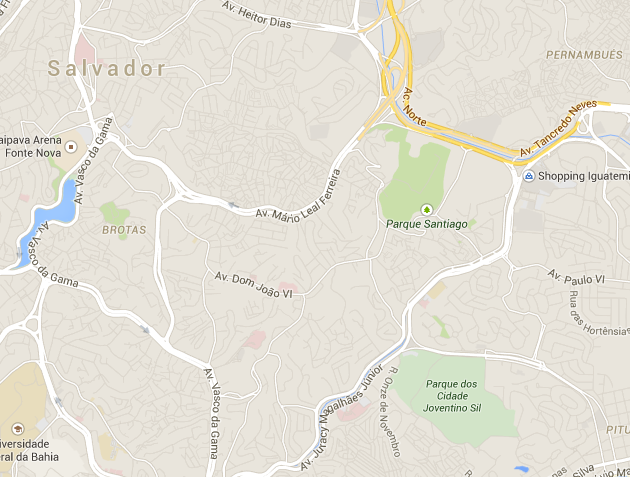 Av. Heitor Dias
Salvador
PERNAMBUÉS
Ac. Norte
Av. Tancredo Neves
aipava Arena
Fonte Nova
Av. Vasco da Gama
Shopping Iguatemi
Av. Mário Leal Ferreira
Parque Santiago
BROTAS
Av. Vasco da Gama
Av. Dom João VI
Av. Paulo VI
Rua das Hortênsias
Av. Vasco da Gama
Av. Juracy Magalhães Júnior
R. Onze de Novembro
Parque dos
Cidade
Joventino Sil
PITU
iversidade
eral da Bahia
Silva